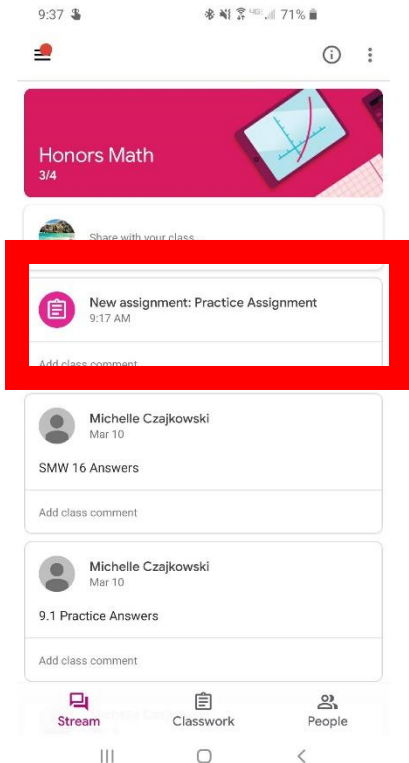 9:37 71%
Honors Math
3/4
Share with your class
New assignment: Practice Assignment
9:17 AM
Add class comment
Michelle Czajkowski
Mar 10
SMW 16 Answers
Add class comment
Michelle Czajkowski
Mar 10
9.1 Practice Answers
Add class comment
Stream Classwork People